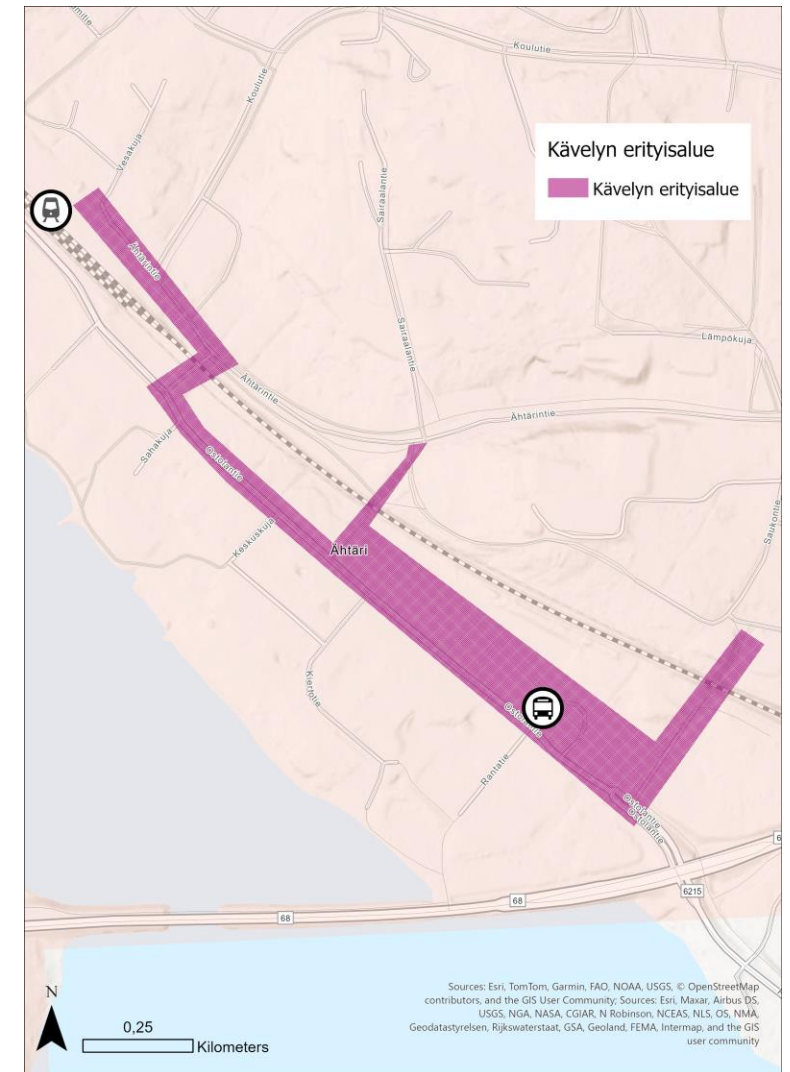 Koulutie
Koulutie
Vesakuja
Kävelyn erityisalue
Kävelyn erityisalue
Sairaalantie
Ähtärintie
Sairaalantie
Lämpökuja
Ähtärintie
Ähtärintie
Sahakuja
Ostolantie
Saukontie
Keskuskuja
Ähtäri
Kiertotie
Rantatie
Ostolantie
Ostolantie
68
68
6215
N
0,25
Kilometers
Sources: Esri, TomTom, Garmin, FAO, NOAA, USGS, © OpenStreetMap
contributors, and the GIS User Community; Sources: Esri, Maxar, Airbus DS,
USGS, NGA, NASA, CGIAR, N Robinson, NCEAS, NLS, OS, NMA,
Geodatastyrelsen, Rijkswaterstaat, GSA, Geoland, FEMA, Intermap, and the GIS
user community